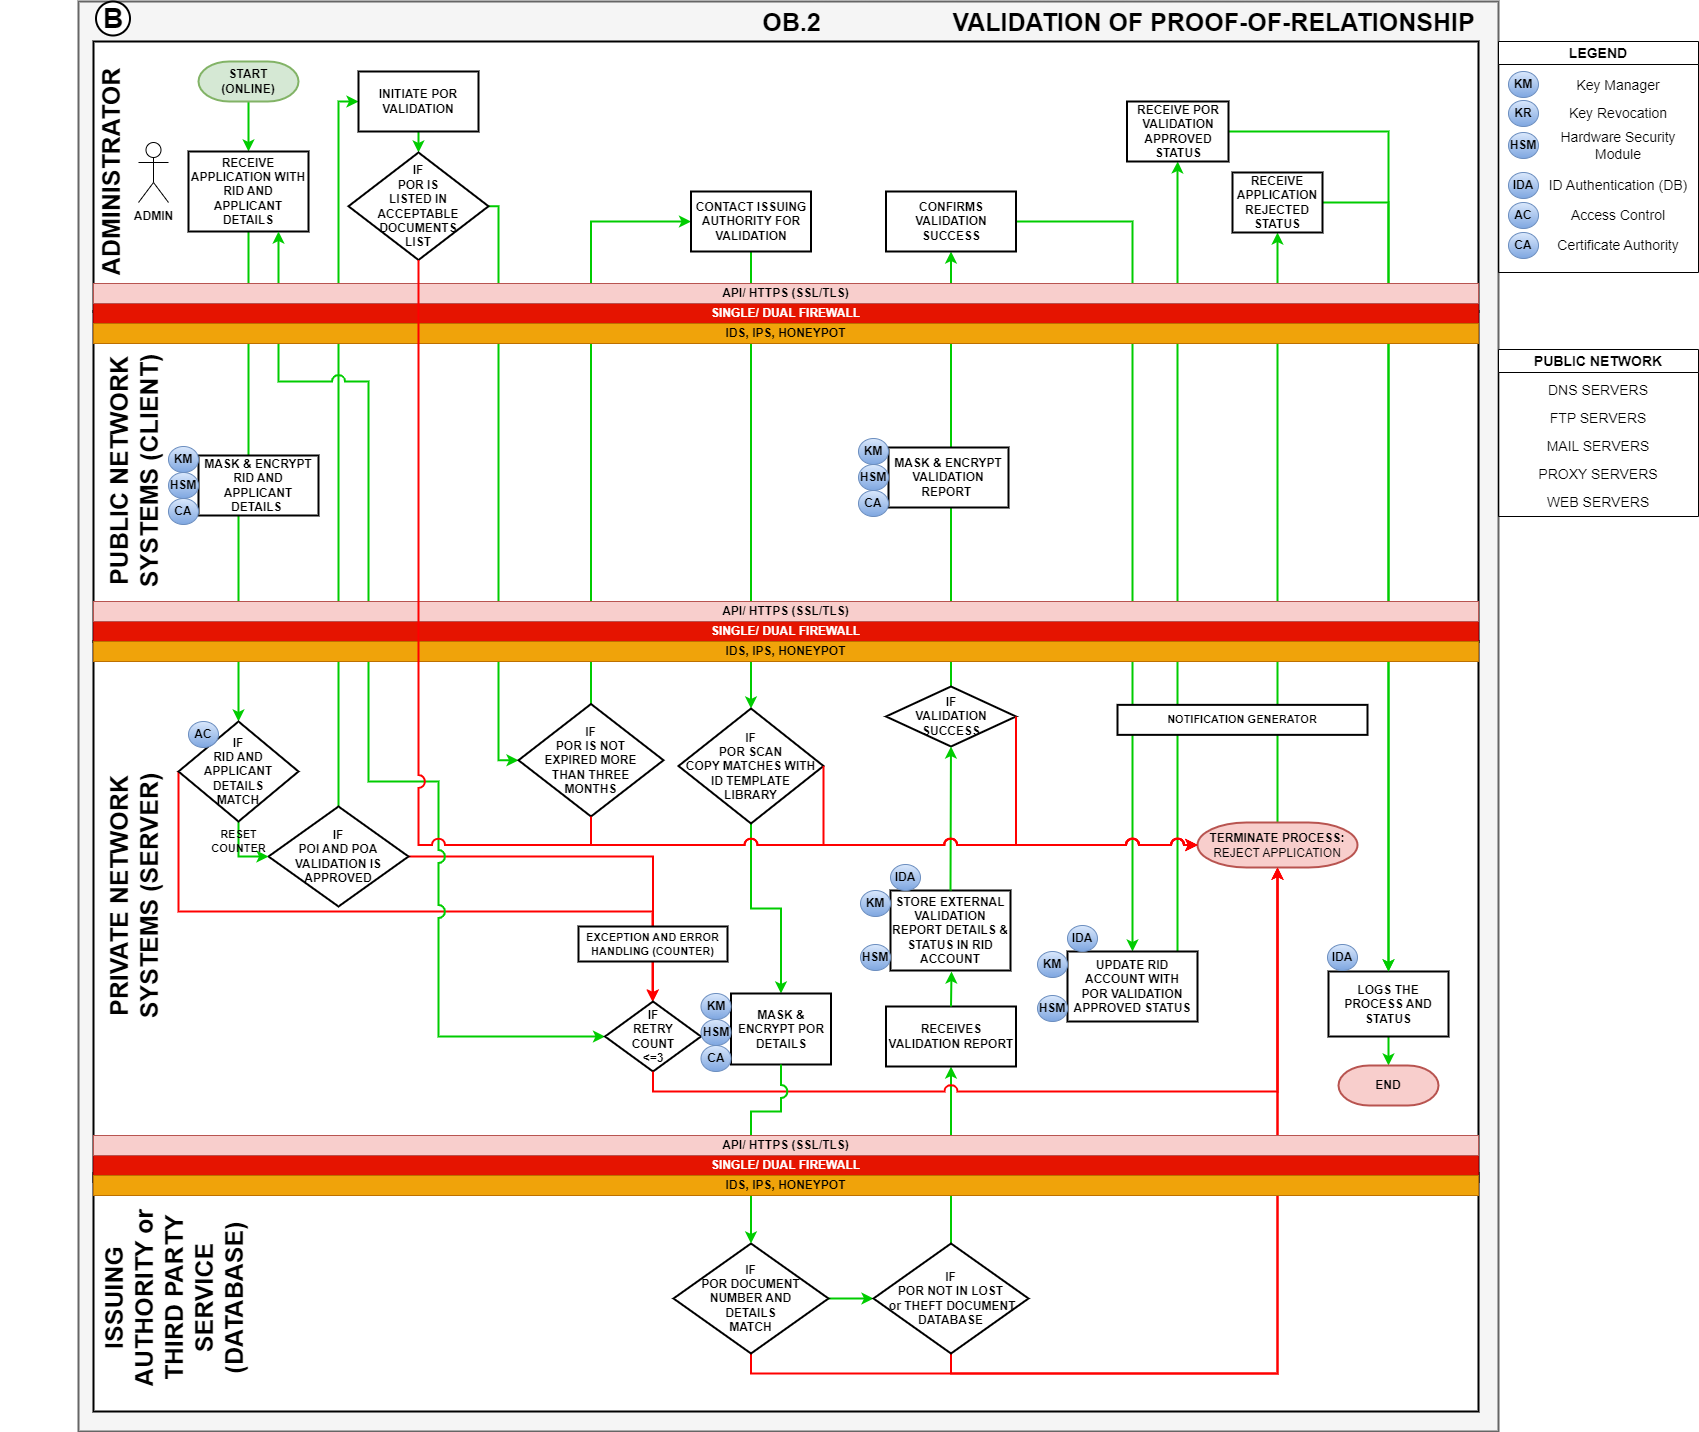 B
OB.2
VALIDATION OF PROOF-OF-RELATIONSHIP
ADMINISTRATOR
START
(ONLINE)
ADMIN
RECEIVE
APPLICATION WITH
RID AND
APPLICANT
DETAILS
INITIATE POR
VALIDATION
IF
POR IS
LISTED IN
ACCEPTABLE
DOCUMENTS
LIST
CONTACT ISSUING
AUTHORITY FOR
VALIDATION
CONFIRMS
VALIDATION
SUCCESS
RECEIVE POR
VALIDATION
APPROVED
STATUS
RECEIVE
APPLICATION
REJECTED
STATUS
API/ HTTPS (SSL/TLS)
SINGLE/ DUAL FIREWALL
IDS, IPS, HONEYPOT
PUBLIC NETWORK
SYSTEMS (CLIENT)
KM
HSM
CA
MASK & ENCRYPT
RID AND
APPLICANT
DETAILS
KM
HSM
CA
MASK & ENCRYPT
VALIDATION
REPORT
API/ HTTPS (SSL/TLS)
SINGLE/ DUAL FIREWALL
IDS, IPS, HONEYPOT
PRIVATE NETWORK
SYSTEMS (SERVER)
AC
IF
RID AND
APPLICANT
DETAILS
MATCH
RESET
COUNTER
IF
POI AND POA
VALIDATION IS
APPROVED
IF
POR IS NOT
EXPIRED MORE
THAN THREE
MONTHS
IF
POR SCAN
COPY MATCHES WITH
ID TEMPLATE
LIBRARY
IF
VALIDATION
SUCCESS
NOTIFICATION GENERATOR
TERMINATE PROCESS:
REJECT APPLICATION
EXCEPTION AND ERROR
HANDLING (COUNTER)
IF
RETRY
COUNT
<=3
KM
HSM
CA
MASK &
ENCRYPT POR
DETAILS
IDA
KM
HSM
STORE EXTERNAL
VALIDATION
REPORT DETAILS &
STATUS IN RID
ACCOUNT
RECEIVES
VALIDATION REPORT
IDA
KM
HSM
UPDATE RID
ACCOUNT WITH
POR VALIDATION
APPROVED STATUS
IDA
LOGS THE
PROCESS AND
STATUS
END
API/ HTTPS (SSL/TLS)
SINGLE/ DUAL FIREWALL
IDS, IPS, HONEYPOT
ISSUING
AUTHORITY or
THIRD PARTY
SERVICE
(DATABASE)
IF
POR DOCUMENT
NUMBER AND
DETAILS
MATCH
IF
POR NOT IN LOST
or THEFT DOCUMENT
DATABASE
LEGEND
KM Key Manager
KR Key Revocation
HSM Hardware Security
Module
IDA ID Authentication (DB)
AC Access Control
CA Certificate Authority
PUBLIC NETWORK
DNS SERVERS
FTP SERVERS
MAIL SERVERS
PROXY SERVERS
WEB SERVERS